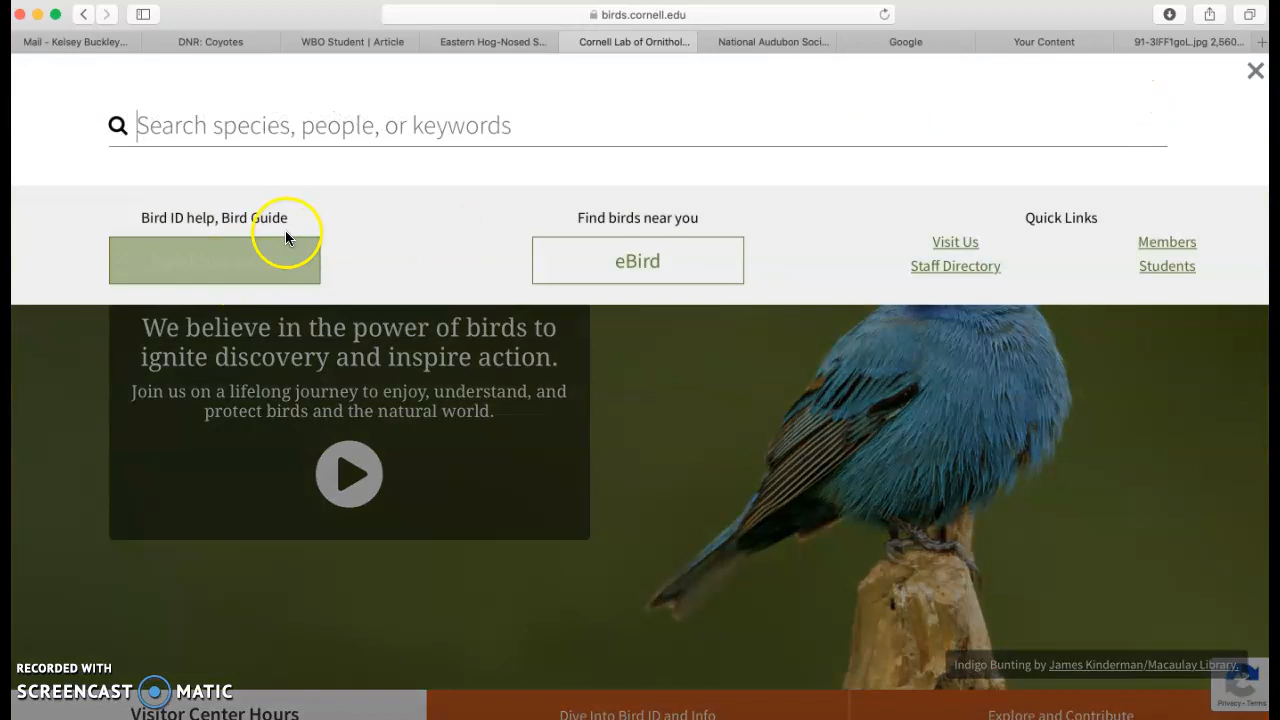 birds.cornell.edu
Mail – Kelsey Buckley...
DNR: Coyotes
WBO Student | Article
Eastern Hog-Nosed S...
Cornell Lab of Ornithol...
National Audubon Soci...
Google
Your Content
91-3IFF1goL.jpg 2,560...
Search species, people, or keywords
Bird ID help, Bird Guide
Find birds near you
eBird
Quick Links
Visit Us
Members
Staff Directory
Students
We believe in the power of birds to
ignite discovery and inspire action.
Join us on a lifelong journey to enjoy, understand, and
protect birds and the natural world.
Indigo Bunting by James Kinderman/Macaulay Library.
Privacy - Terms
RECORDED WITH
SCREENCAST MATIC
Visitor Center Hours
Dive Into Bird ID and Info
Explore and Contribute